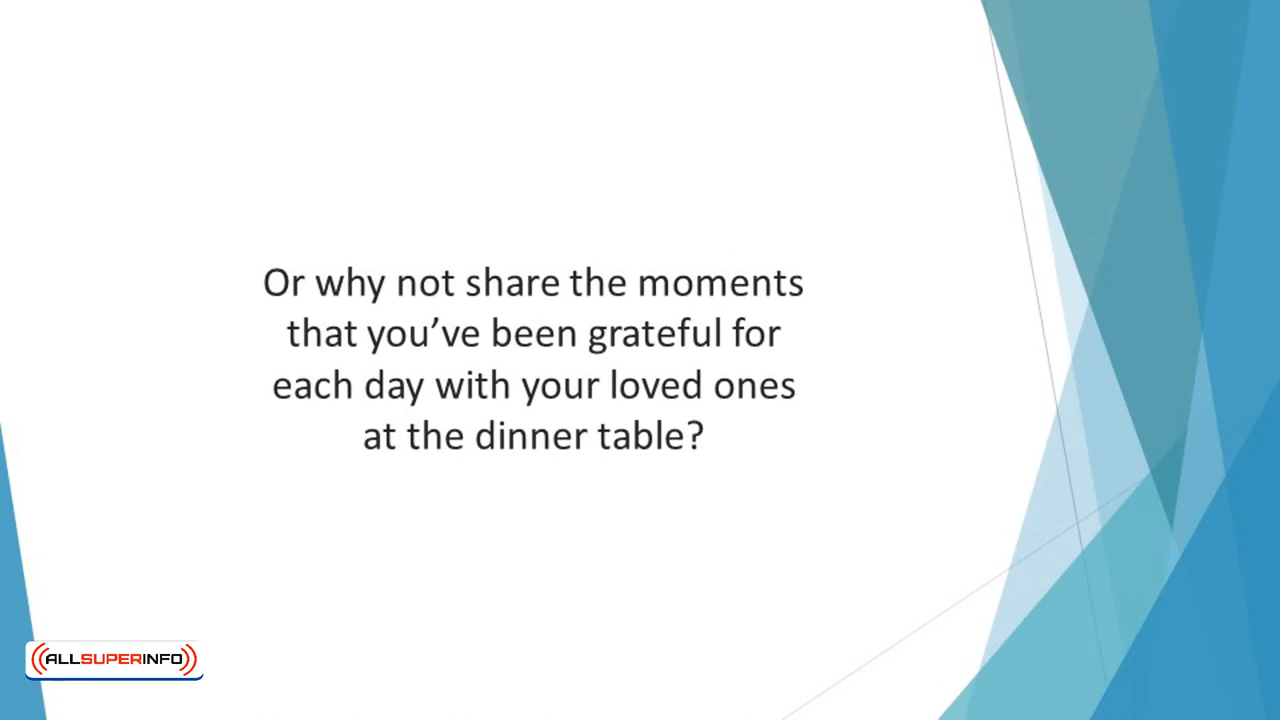 Or why not share the moments
that you’ve been grateful for
each day with your loved ones
at the dinner table?
ALLSUPERINFO